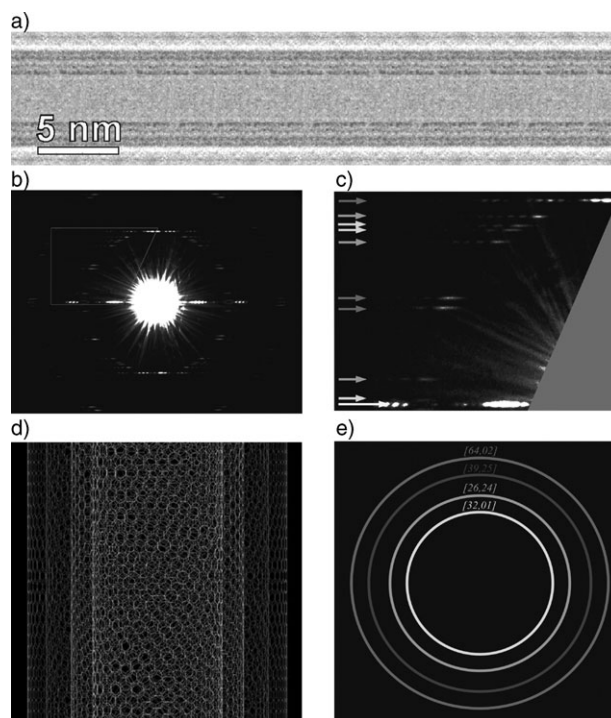 a)
5 nm
b)
c)
d)
e)
[64,02]
[39,25]
[26,24]
[32,01]